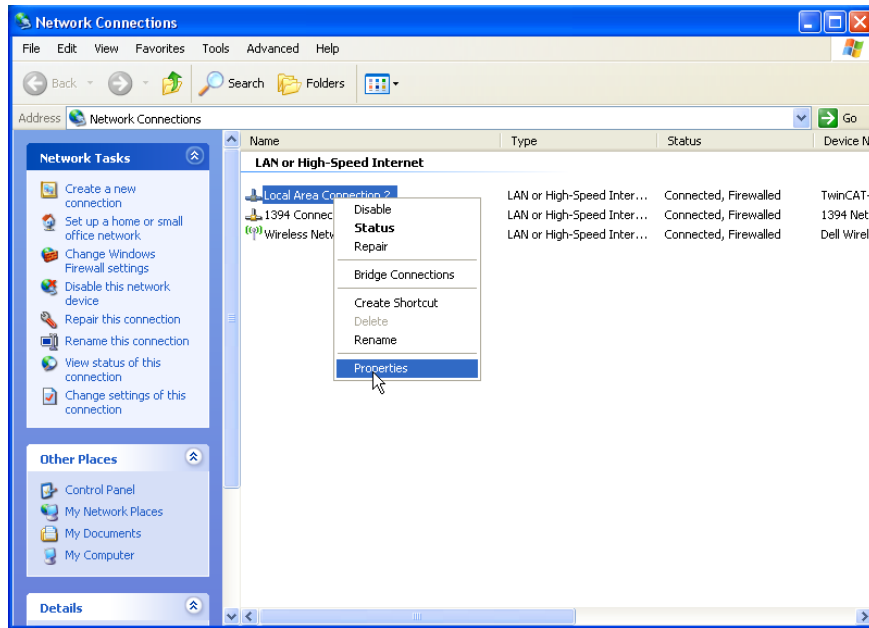 Network Connections
File Edit View Favorites Tools Advanced Help
Back Search Folders
Address Network Connections Go
Name Type Status Device N
Network Tasks
Create a new
connection
Set up a home or small
office network
Change Windows
Firewall settings
Disable this network
device
Repair this connection
Rename this connection
View status of this
connection
Change settings of this
connection
Other Places
Control Panel
My Network Places
My Documents
My Computer
Details
LAN or High-Speed Internet
Local Area Connection 2 LAN or High-Speed Inter... Connected, Firewalled TwinCAT-
1394 Connec LAN or High-Speed Inter... Connected, Firewalled 1394 Net
Wireless Netw LAN or High-Speed Inter... Connected, Firewalled Dell Wirel
Disable
Status
Repair
Bridge Connections
Create Shortcut
Delete
Rename
Properties